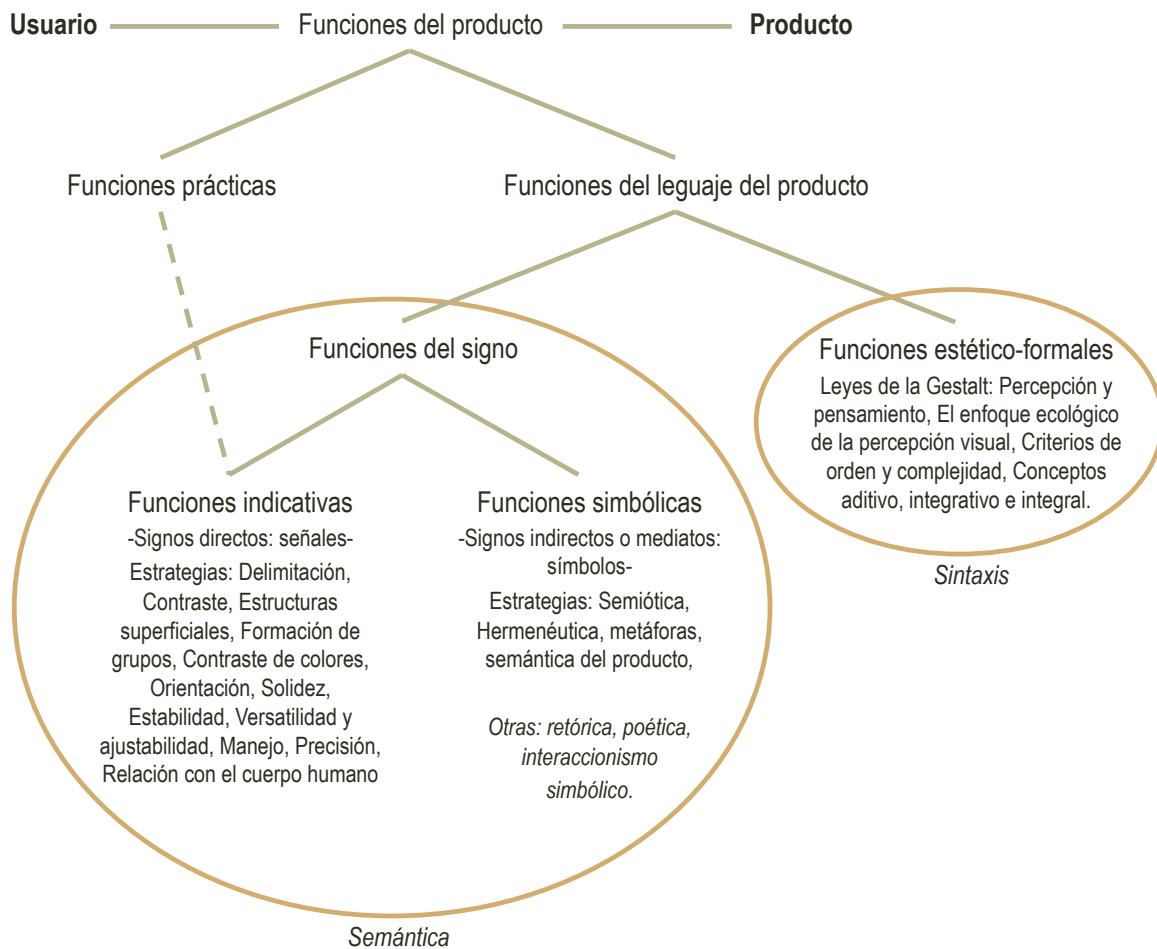 Usuario
Funciones del producto
Producto
Funciones prácticas
Funciones del leguaje del producto
Funciones del signo
Funciones estético-formales
Leyes de la Gestalt: Percepción y
pensamiento, El enfoque ecológico
de la percepción visual, Criterios de
orden y complejidad, Conceptos
aditivo, integrativo e integral.
Sintaxis
Funciones indicativas
-Signos directos: señales-
Estrategias: Delimitación,
Contraste, Estructuras
superficiales, Formación de
grupos, Contraste de colores,
Orientación, Solidez,
Estabilidad, Versatilidad y
ajustabilidad, Manejo, Precisión,
Relación con el cuerpo humano
Funciones simbólicas
-Signos indirectos o mediatos:
símbolos-
Estrategias: Semiótica,
Hermenéutica, metáforas,
semántica del producto,
Otras: retórica, poética,
interaccionismo
simbólico.
Semántica